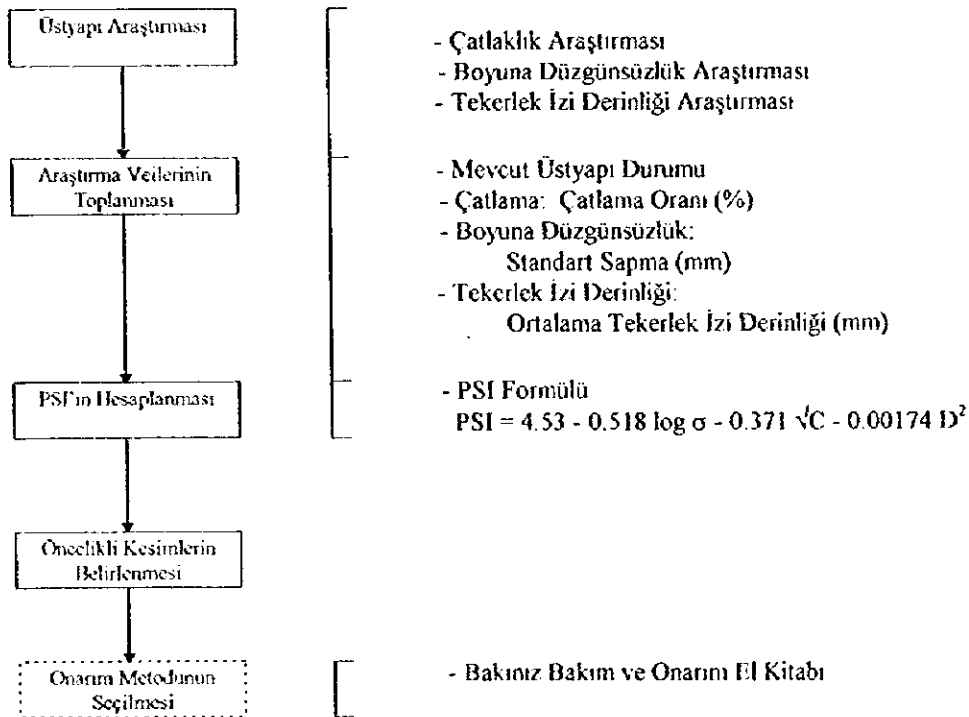 Üstyapı Araştırması
- Çatlaklık Araştırması
- Boyuna Düzgünsüzlük Araştırması
- Tekerlek İzi Derinliği Araştırması
Araştırma Verilerinin
Toplanması
- Mevcut Üstyapı Durumu
- Çatlama: Çatlama Oranı (%)
- Boyuna Düzgünsüzlük:
Standart Sapma (mm)
- Tekerlek İzi Derinliği:
Ortalama Tekerlek İzi Derinliği (mm)
PSI'ın Hesaplanması
- PSI Formülü
PSI = 4.53 - 0.518 log σ - 0.371 √C - 0.00174 D²
Öncelikli Kesimlerin
Belirlenmesi
Onarım Metodunun
Seçilmesi
- Bakınız Bakım ve Onarım El Kitabı